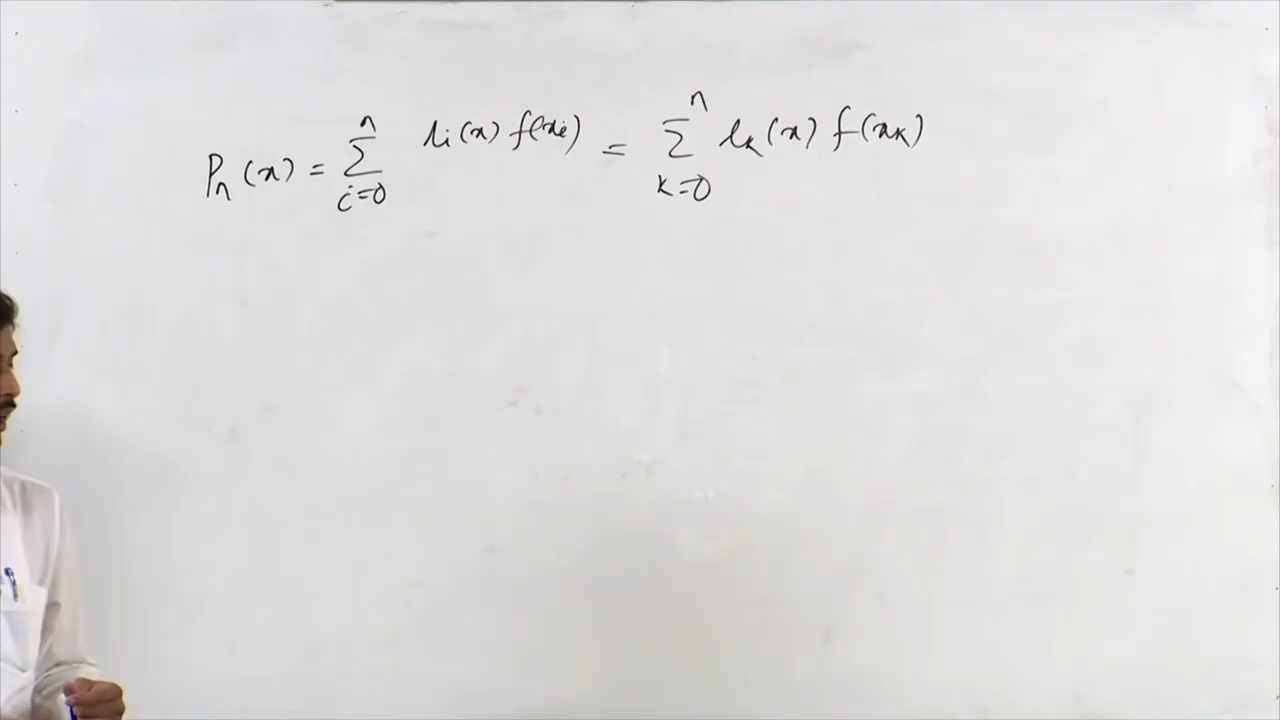 Pn(x) = Σ_{i=0}^{n} li(x) f(xi) = Σ_{k=0}^{n} lk(x) f(xk)